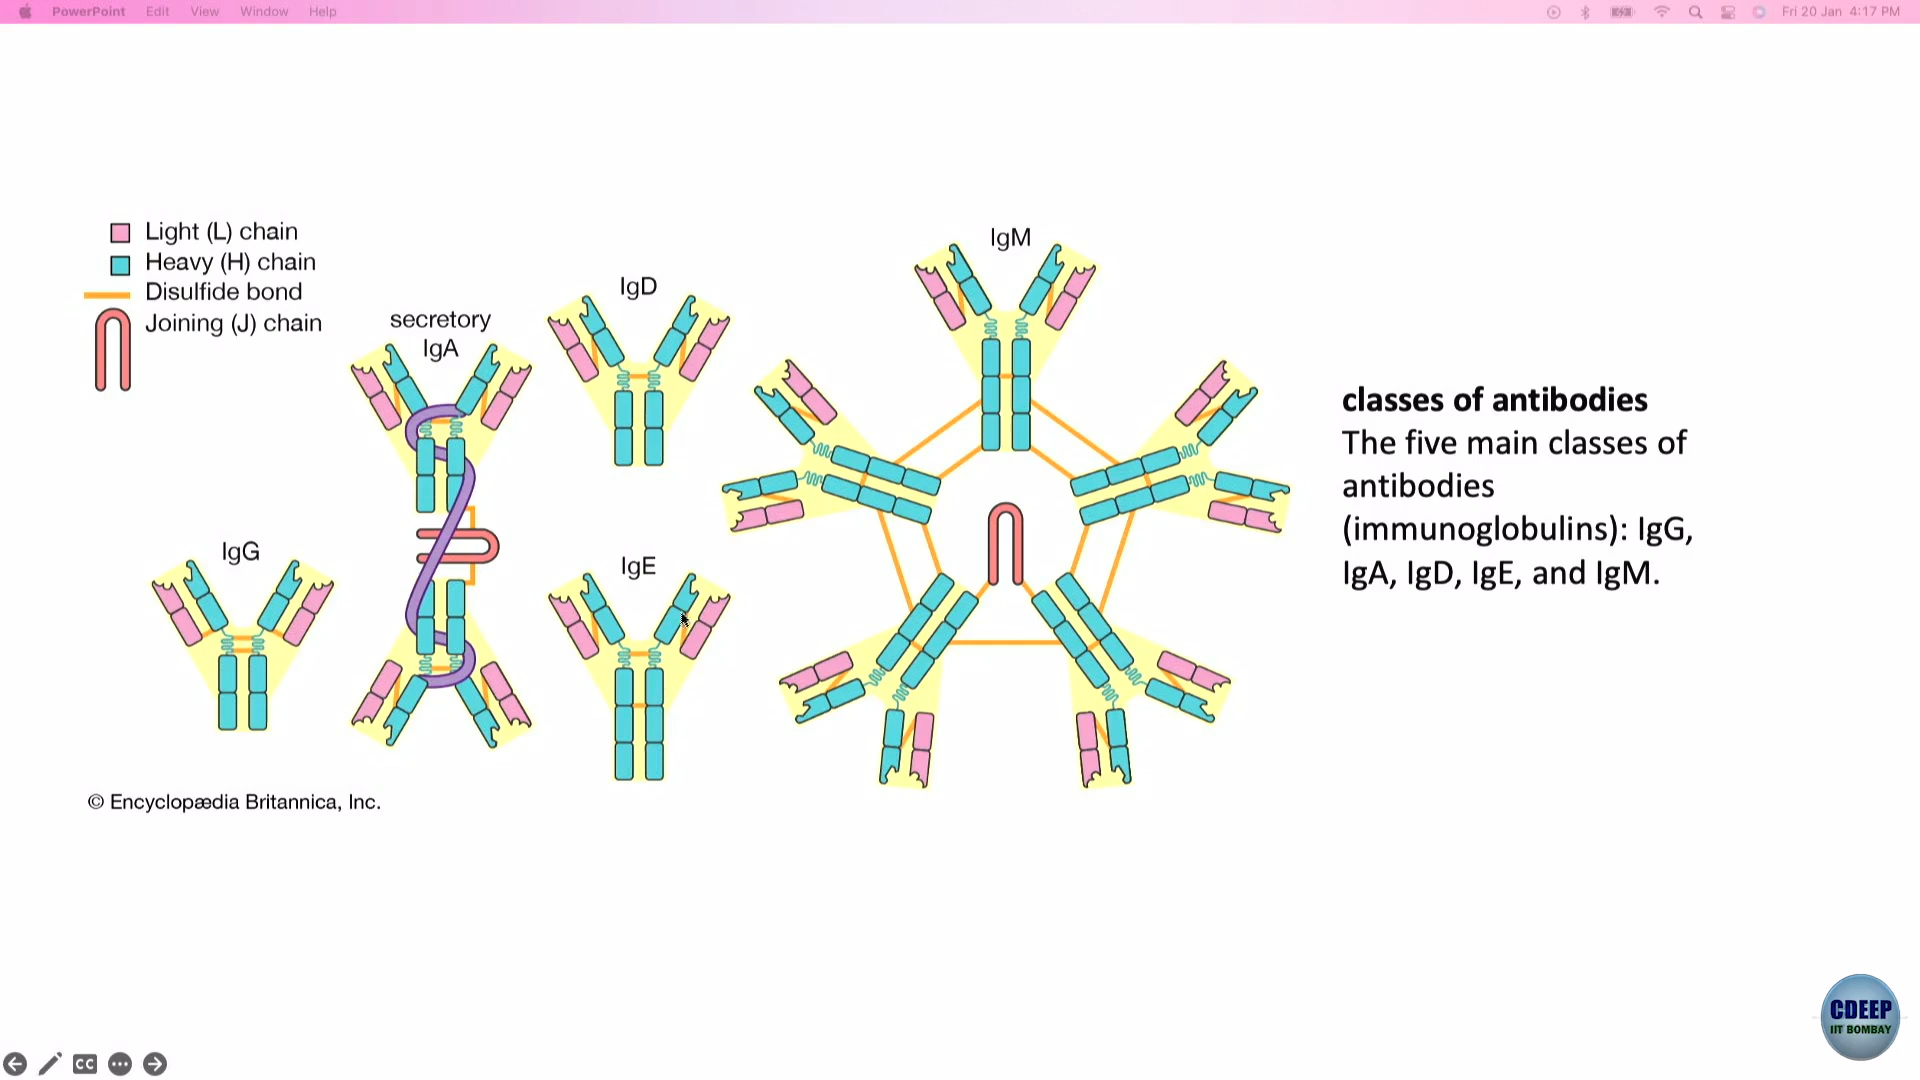 PowerPoint Edit View Window Help
Fri 20 Jan 4:17 PM
Light (L) chain
Heavy (H) chain
Disulfide bond
Joining (J) chain
secretory
IgA
IgD
IgM
IgG
IgE
© Encyclopædia Britannica, Inc.
classes of antibodies
The five main classes of
antibodies
(immunoglobulins): IgG,
IgA, IgD, IgE, and IgM.
CC
CDEEP
IIT BOMBAY